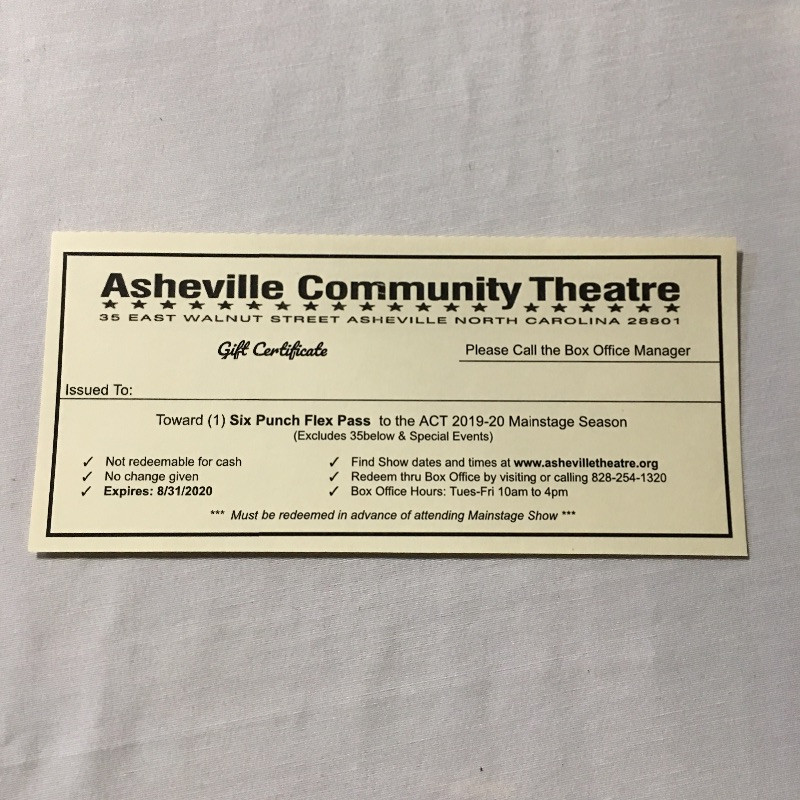 Asheville Community Theatre
35 EAST WALNUT STREET ASHEVILLE NORTH CAROLINA 28801
Gift Certificate
Please Call the Box Office Manager
Issued To:
Toward (1) Six Punch Flex Pass to the ACT 2019-20 Mainstage Season
(Excludes 35below & Special Events)
✓ Not redeemable for cash
✓ No change given
✓ Expires: 8/31/2020
✓ Find Show dates and times at www.ashevilletheatre.org
✓ Redeem thru Box Office by visiting or calling 828-254-1320
✓ Box Office Hours: Tues-Fri 10am to 4pm
*** Must be redeemed in advance of attending Mainstage Show ***